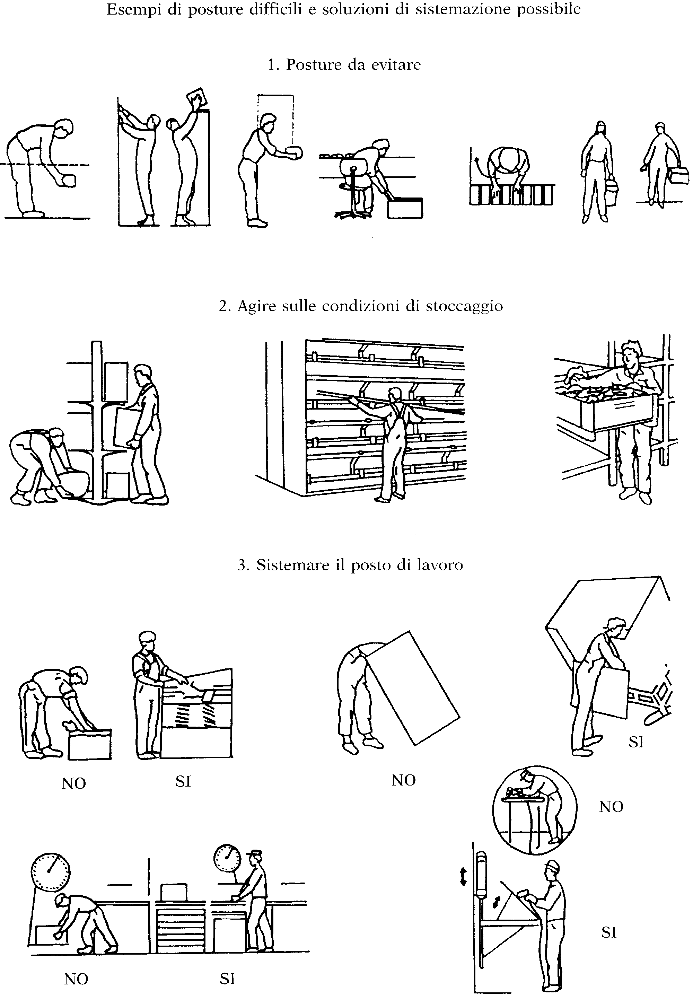 Esempi di posture difficili e soluzioni di sistemazione possibile
1. Posture da evitare
2. Agire sulle condizioni di stoccaggio
3. Sistemare il posto di lavoro
SI
NO
SI
NO
NO
SI
NO
SI